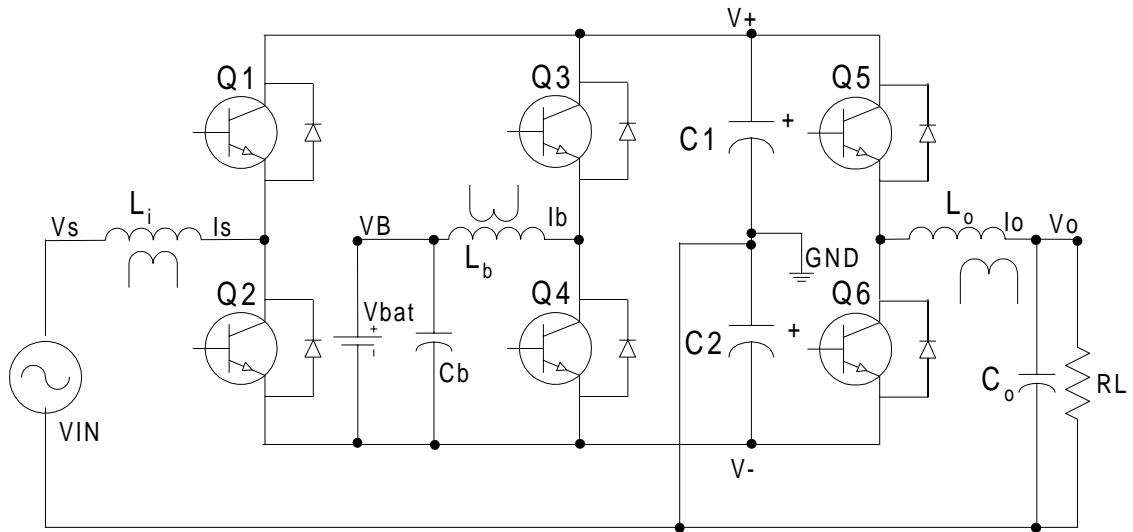 V+
Q1
Q3
Q5
C1
+
Li
Vs
Is
VB
Ib
Lb
Lo
Io
Vo
GND
Q2
Vbat
+
Q4
C2
+
Q6
Cb
Co
RL
VIN
V-